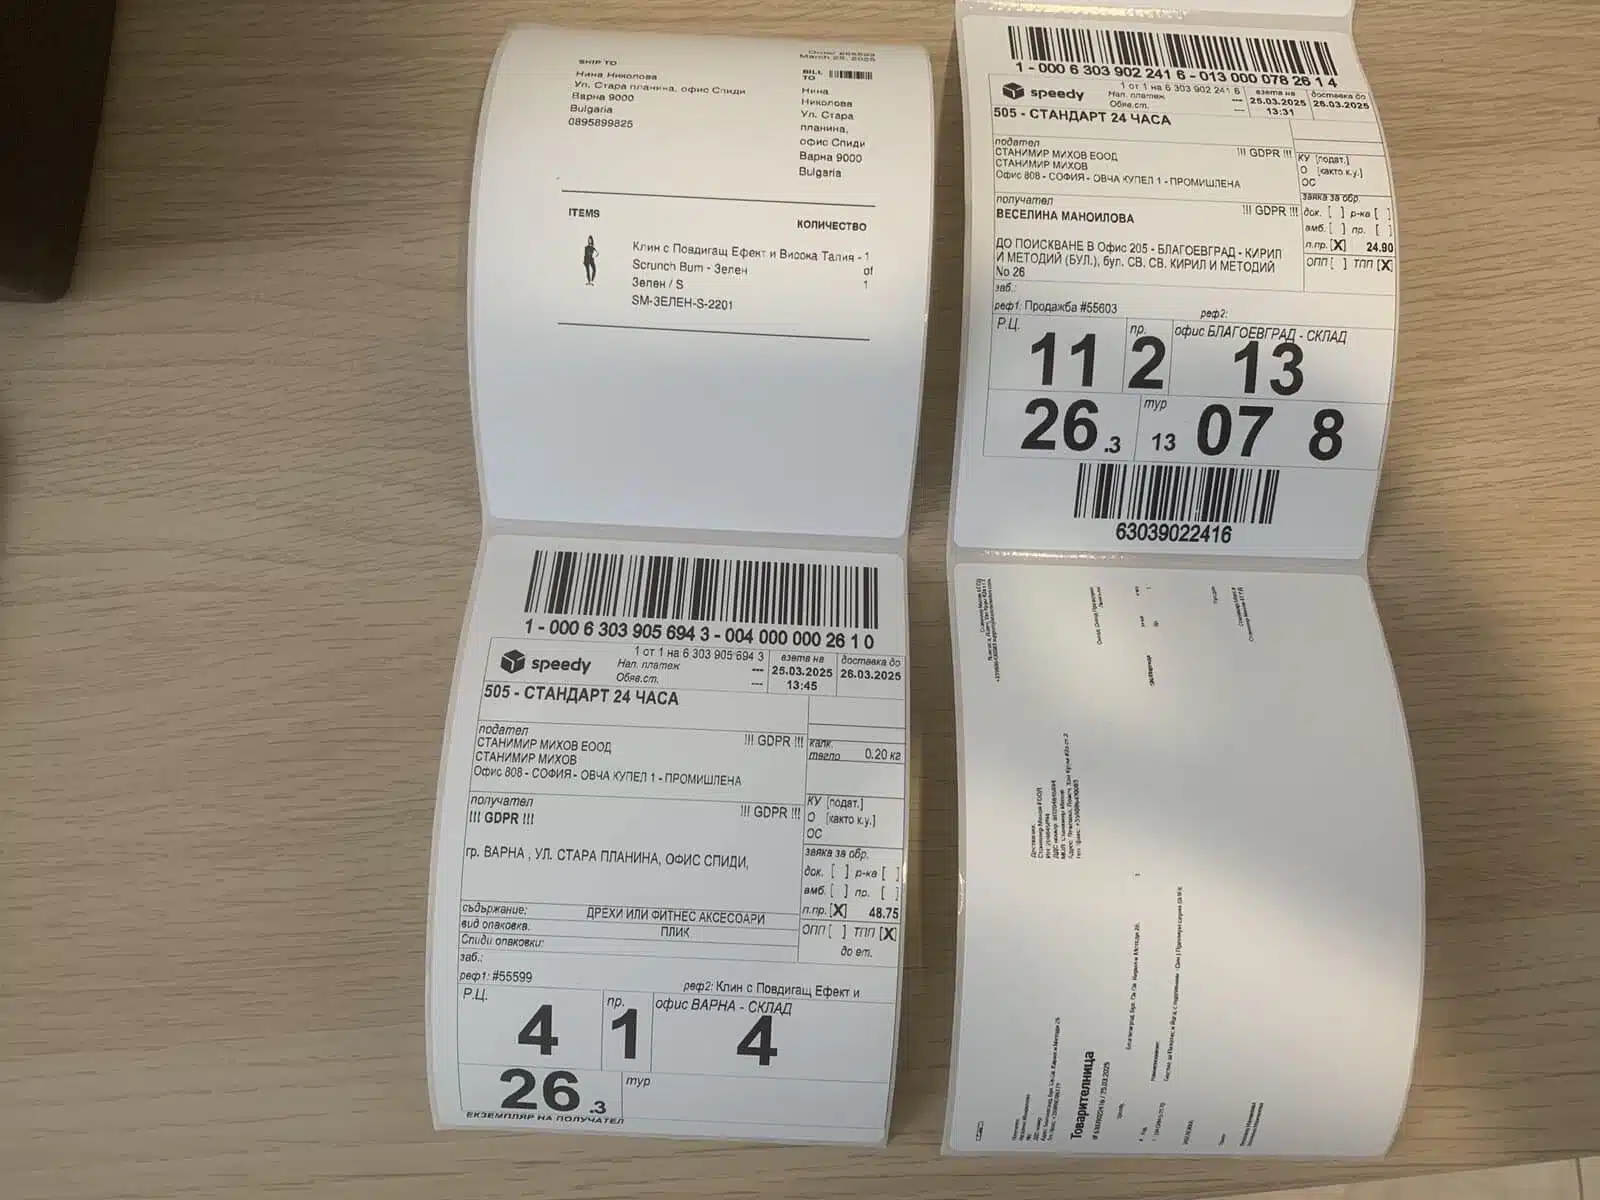 SHIP TO
Нина Николова
Ул. Стара планина, офис Спиди
Варна 9000
Bulgaria
0895899825
Order #55599
March 25, 2025
BILL TO
Нина
Николова
Ул. Стара
планина,
офис Спиди
Варна 9000
Bulgaria
ITEMS
КОЛИЧЕСТВО
Клин с Повдигащ Ефект и Висока Талия - 1
Scrunch Bum - Зелен of
Зелен / S 1
SM-ЗЕЛЕН-S-2201
1 - 000 6 303 905 694 3 - 004 000 000 26 1 0
speedy
1 от 1 на 6 303 905 694 3
Нал. платеж ---
Обяв.ст. ---
взета на
25.03.2025
13:45
доставка до
26.03.2025
505 - СТАНДАРТ 24 ЧАСА
подател !!! GDPR !!!
СТАНИМИР МИХОВ ЕООД
СТАНИМИР МИХОВ
Офис 808 - СОФИЯ - ОВЧА КУПЕЛ 1 - ПРОМИШЛЕНА
калк.
тегло 0.20 кг
получател !!! GDPR !!!
!!! GDPR !!!
гр. ВАРНА , УЛ. СТАРА ПЛАНИНА, ОФИС СПИДИ,
КУ [подат.]
О [както к.у.]
ОС
заявка за обр.
док. [ ] р-ка [ ]
амб. [ ] пр. [ ]
п.пр. [X] 48.75
ОПП [ ] ТПП [X]
до от.
съдържание: ДРЕХИ ИЛИ ФИТНЕС АКСЕСОАРИ
вид опаковка: ПЛИК
Спиди опаковки:
заб.:
реф1: #55599
реф2: Клин с Повдигащ Ефект и
Р.Ц. 4
пр. 1
офис ВАРНА - СКЛАД
4
26.3
тур
ЕКЗЕМПЛЯР НА ПОЛУЧАТЕЛ
1 - 000 6 303 902 241 6 - 013 000 078 26 1 4
speedy
1 от 1 на 6 303 902 241 6
Нал. платеж ---
Обяв.ст. ---
взета на
25.03.2025
13:31
доставка до
26.03.2025
505 - СТАНДАРТ 24 ЧАСА
подател !!! GDPR !!!
СТАНИМИР МИХОВ ЕООД
СТАНИМИР МИХОВ
Офис 808 - СОФИЯ - ОВЧА КУПЕЛ 1 - ПРОМИШЛЕНА
КУ [подат.]
О [както к.у.]
ОС
получател !!! GDPR !!!
ВЕСЕЛИНА МАНОИЛОВА
ДО ПОИСКВАНЕ В Офис 205 - БЛАГОЕВГРАД - КИРИЛ
И МЕТОДИЙ (БУЛ.), бул. СВ. СВ. КИРИЛ И МЕТОДИЙ
No 26
заявка за обр.
док. [ ] р-ка [ ]
амб. [ ] пр. [ ]
п.пр. [X] 24.90
ОПП [ ] ТПП [X]
заб.:
реф1: Продажба #55603
реф2:
Р.Ц. 11
пр. 2
офис БЛАГОЕВГРАД - СКЛАД
13
26.3
тур
13 07 8
63039022416
Товарителница